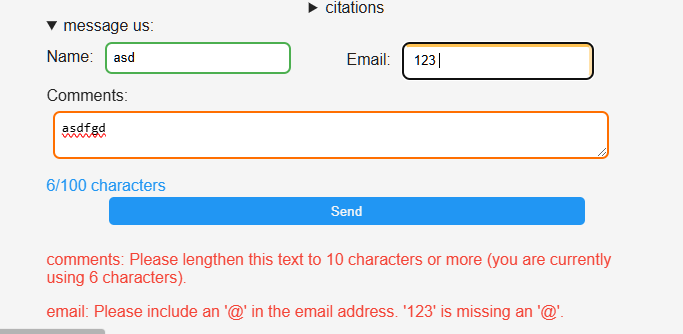 ▶ citations
▼ message us:
Name: asd Email: 123
Comments:
asdfgd
6/100 characters
Send
comments: Please lengthen this text to 10 characters or more (you are currently
using 6 characters).
email: Please include an '@' in the email address. '123' is missing an '@'.